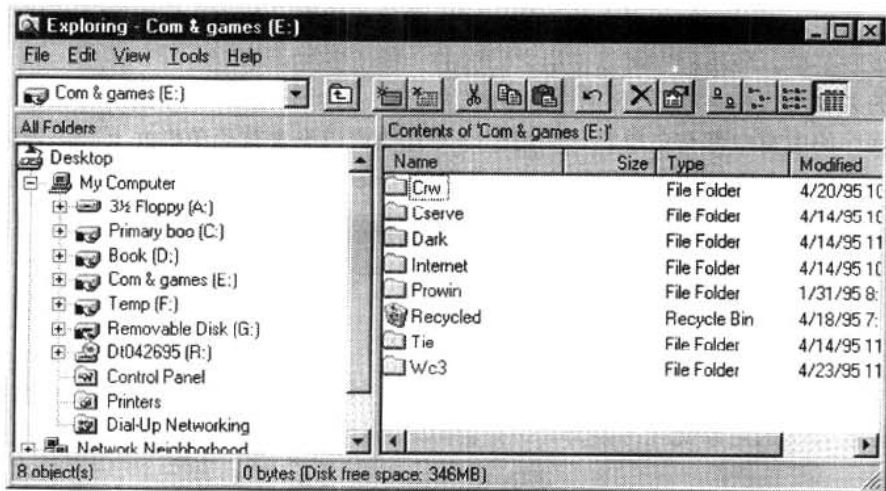 Exploring - Com & games (E:)
File Edit View Tools Help
Com & games (E:)
All Folders
Contents of 'Com & games (E:)'
Desktop
My Computer
3½ Floppy (A:)
Primary boo (C:)
Book (D:)
Com & games (E:)
Temp (F:)
Removable Disk (G:)
Dt042695 (R:)
Control Panel
Printers
Dial-Up Networking
Network Neighborhood
Name Size Type Modified
Crw File Folder 4/20/95 10
Cserve File Folder 4/14/95 10
Dark File Folder 4/14/95 11
Internet File Folder 4/14/95 10
Prowin File Folder 1/31/95 8:
Recycled Recycle Bin 4/18/95 7:
Tie File Folder 4/14/95 11
Wc3 File Folder 4/23/95 11
8 object(s) 0 bytes (Disk free space: 346MB)